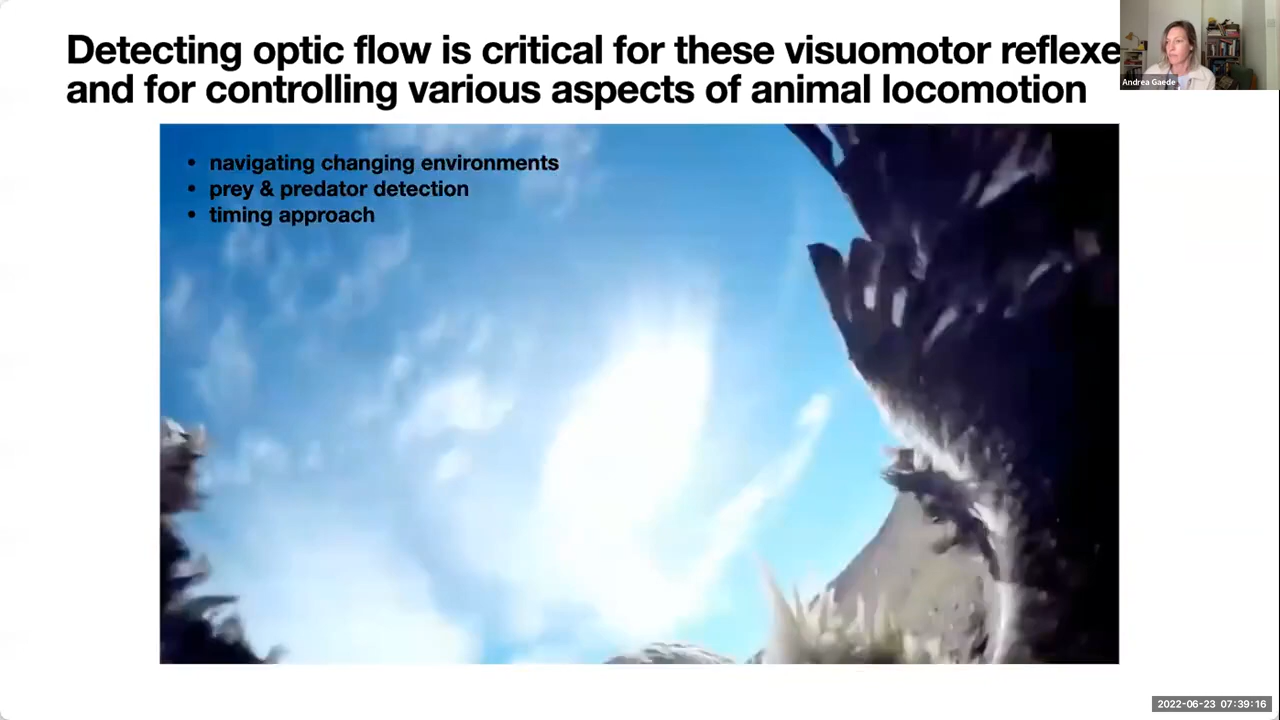 Detecting optic flow is critical for these visuomotor reflexe
and for controlling various aspects of animal locomotion
Andrea Gaede
• navigating changing environments
• prey & predator detection
• timing approach
2022-06-23 07:39:16